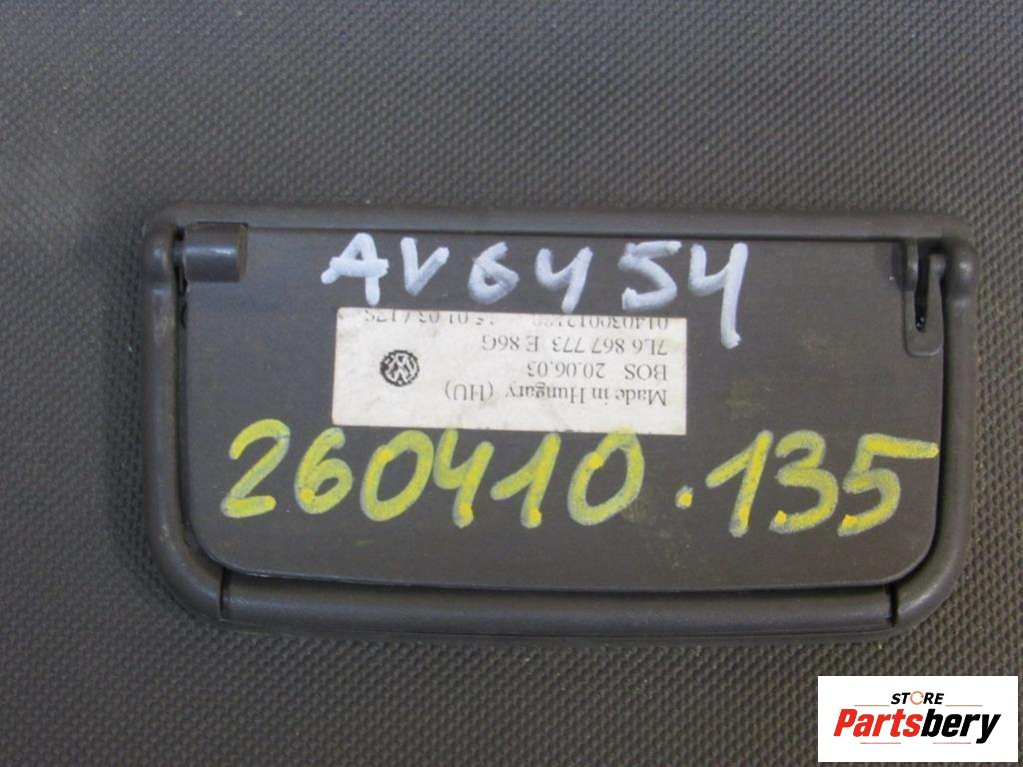 AV6454
Made in Hungary (HU)
BOS 20.06.03
7L6 867 773 E 86G
260410.135
STORE
Partsbery